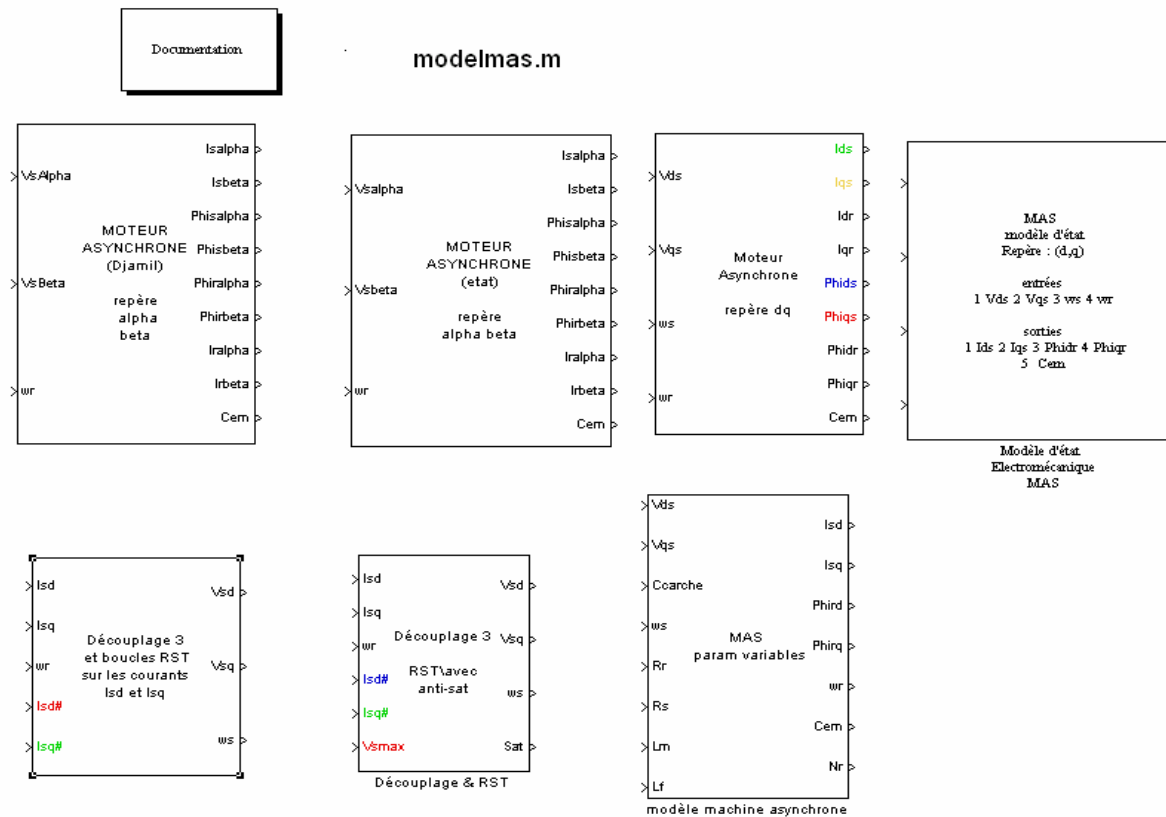 Documentation
modelmas.m
VsAlpha
VsBeta
wr
MOTEUR
ASYNCHRONE
(Djamil)
repère
alpha
beta
Isalpha
Isbeta
Phisalpha
Phisbeta
Phiralpha
Phirbeta
Iralpha
Irbeta
Cem
Vsalpha
Vsbeta
wr
MOTEUR
ASYNCHRONE
(etat)
repère
alpha beta
Isalpha
Isbeta
Phisalpha
Phisbeta
Phiralpha
Phirbeta
Iralpha
Irbeta
Cem
Vds
Vqs
ws
wr
Moteur
Asynchrone
repère dq
Ids
Iqs
Idr
Iqr
Phids
Phiqs
Phidr
Phiqr
Cem
MAS
modèle d'état
Repère : (d,q)
entrées
1 Vds 2 Vqs 3 ws 4 wr
sorties
1 Ids 2 Iqs 3 Phidr 4 Phiqr
5 Cem
Modèle d'état
Electromécanique
MAS
Isd
Isq
wr
Isd#
Isq#
Découplage 3
et boucles RST
sur les courants
Isd et Isq
Vsd
Vsq
ws
Isd
Isq
wr
Isd#
Isq#
Vsmax
Découplage 3
RST\avec
anti-sat
Vsd
Vsq
ws
Sat
Découplage & RST
Vds
Vqs
Ccarche
ws
Rr
Rs
Lm
Lf
MAS
param variables
Isd
Isq
Phird
Phirq
wr
Cem
Nr
modèle machine asynchrone